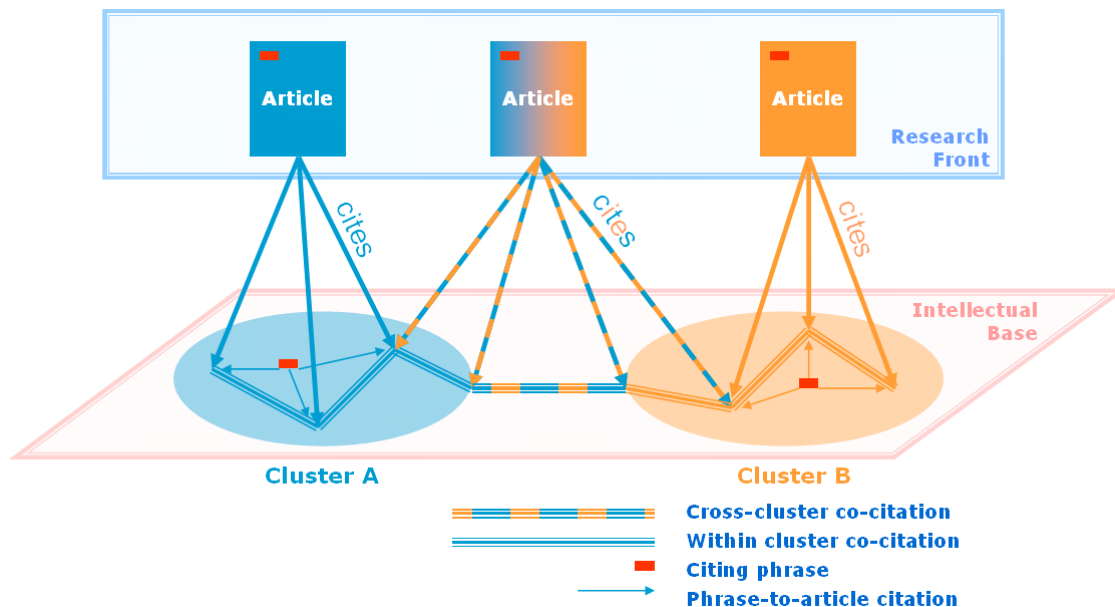 Article
Article
Article
Research
Front
cites
cites
cites
Intellectual
Base
Cluster A
Cluster B
Cross-cluster co-citation
Within cluster co-citation
Citing phrase
Phrase-to-article citation